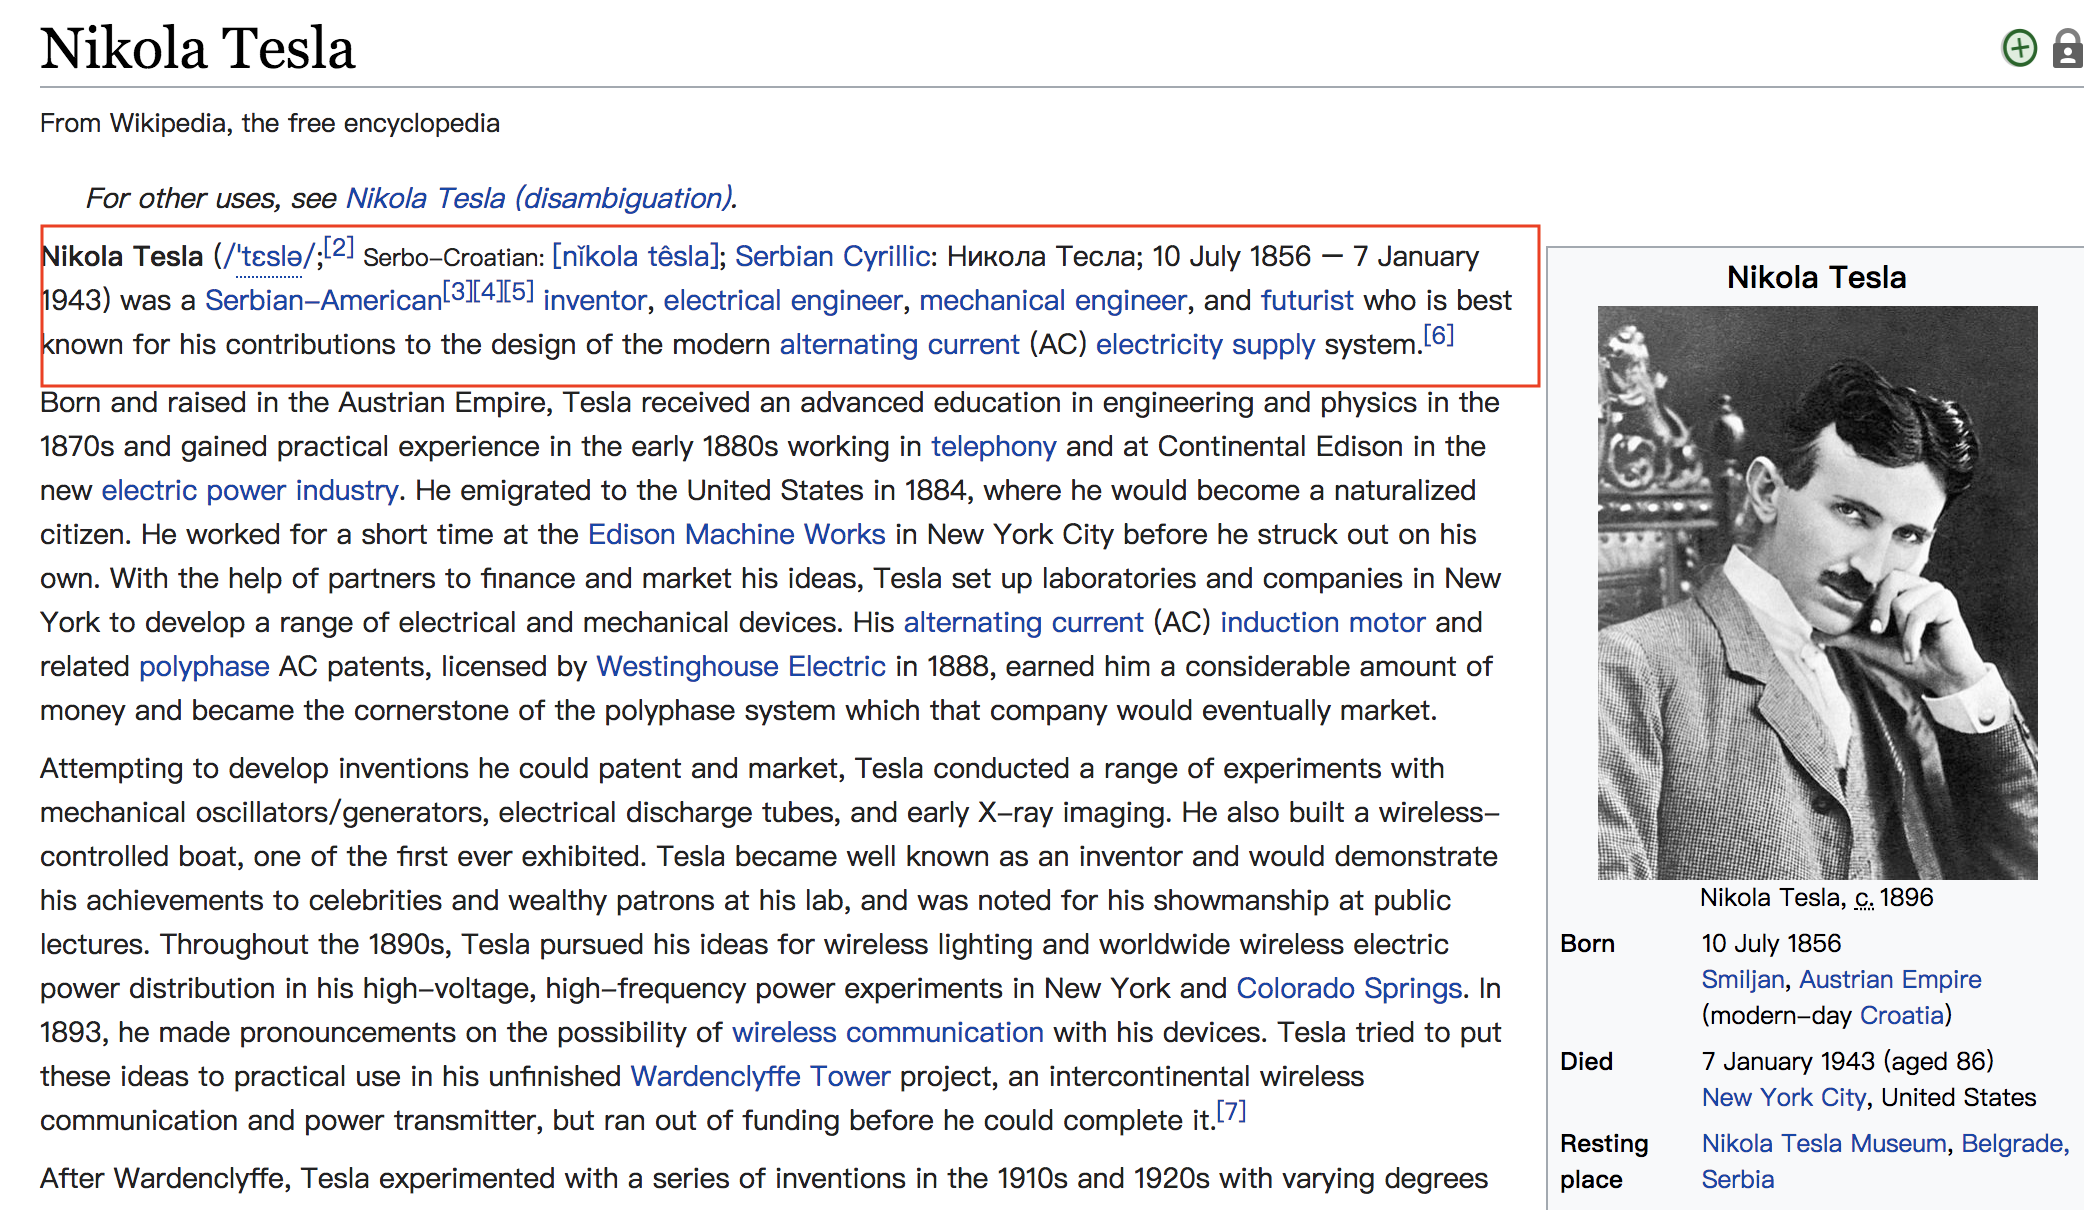 Nikola Tesla
From Wikipedia, the free encyclopedia
For other uses, see Nikola Tesla (disambiguation).
Nikola Tesla (/ˈtɛslə/;[2] Serbo-Croatian: [nǐkola têsla]; Serbian Cyrillic: Никола Тесла; 10 July 1856 – 7 January
1943) was a Serbian-American[3][4][5] inventor, electrical engineer, mechanical engineer, and futurist who is best
known for his contributions to the design of the modern alternating current (AC) electricity supply system.[6]
Born and raised in the Austrian Empire, Tesla received an advanced education in engineering and physics in the
1870s and gained practical experience in the early 1880s working in telephony and at Continental Edison in the
new electric power industry. He emigrated to the United States in 1884, where he would become a naturalized
citizen. He worked for a short time at the Edison Machine Works in New York City before he struck out on his
own. With the help of partners to finance and market his ideas, Tesla set up laboratories and companies in New
York to develop a range of electrical and mechanical devices. His alternating current (AC) induction motor and
related polyphase AC patents, licensed by Westinghouse Electric in 1888, earned him a considerable amount of
money and became the cornerstone of the polyphase system which that company would eventually market.
Attempting to develop inventions he could patent and market, Tesla conducted a range of experiments with
mechanical oscillators/generators, electrical discharge tubes, and early X-ray imaging. He also built a wireless-
controlled boat, one of the first ever exhibited. Tesla became well known as an inventor and would demonstrate
his achievements to celebrities and wealthy patrons at his lab, and was noted for his showmanship at public
lectures. Throughout the 1890s, Tesla pursued his ideas for wireless lighting and worldwide wireless electric
power distribution in his high-voltage, high-frequency power experiments in New York and Colorado Springs. In
1893, he made pronouncements on the possibility of wireless communication with his devices. Tesla tried to put
these ideas to practical use in his unfinished Wardenclyffe Tower project, an intercontinental wireless
communication and power transmitter, but ran out of funding before he could complete it.[7]
After Wardenclyffe, Tesla experimented with a series of inventions in the 1910s and 1920s with varying degrees
Nikola Tesla
Nikola Tesla, c. 1896
Born 10 July 1856
Smiljan, Austrian Empire
(modern-day Croatia)
Died 7 January 1943 (aged 86)
New York City, United States
Resting Nikola Tesla Museum, Belgrade,
place Serbia